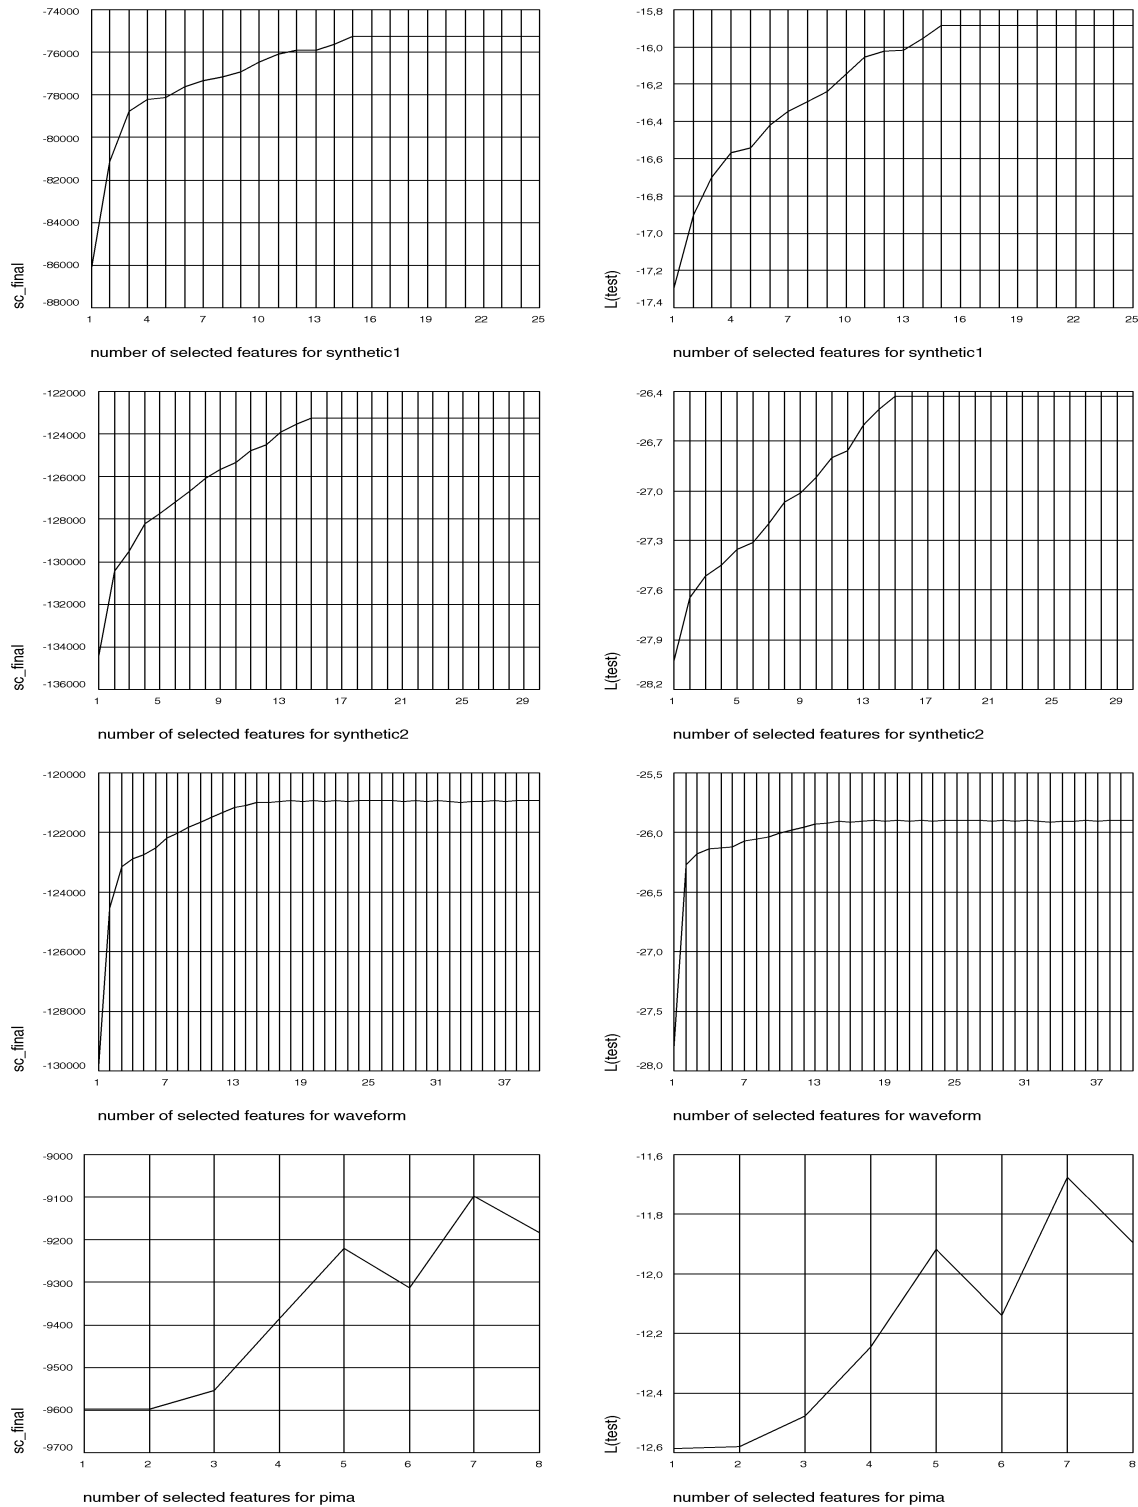 -74000
-76000
-78000
-80000
-82000
-84000
-86000
-88000
sc_final
1 4 7 10 13 16 19 22 25
number of selected features for synthetic1
-15,8
-16,0
-16,2
-16,4
-16,6
-16,8
-17,0
-17,2
-17,4
L(test)
1 4 7 10 13 16 19 22 25
number of selected features for synthetic1
-122000
-124000
-126000
-128000
-130000
-132000
-134000
-136000
sc_final
1 5 9 13 17 21 25 29
number of selected features for synthetic2
-26,4
-26,7
-27,0
-27,3
-27,6
-27,9
-28,2
L(test)
1 5 9 13 17 21 25 29
number of selected features for synthetic2
-120000
-122000
-124000
-126000
-128000
-130000
sc_final
1 7 13 19 25 31 37
number of selected features for waveform
-25,5
-26,0
-26,5
-27,0
-27,5
-28,0
L(test)
1 7 13 19 25 31 37
number of selected features for waveform
-9000
-9100
-9200
-9300
-9400
-9500
-9600
-9700
sc_final
1 2 3 4 5 6 7 8
number of selected features for pima
-11,6
-11,8
-12,0
-12,2
-12,4
-12,6
L(test)
1 2 3 4 5 6 7 8
number of selected features for pima